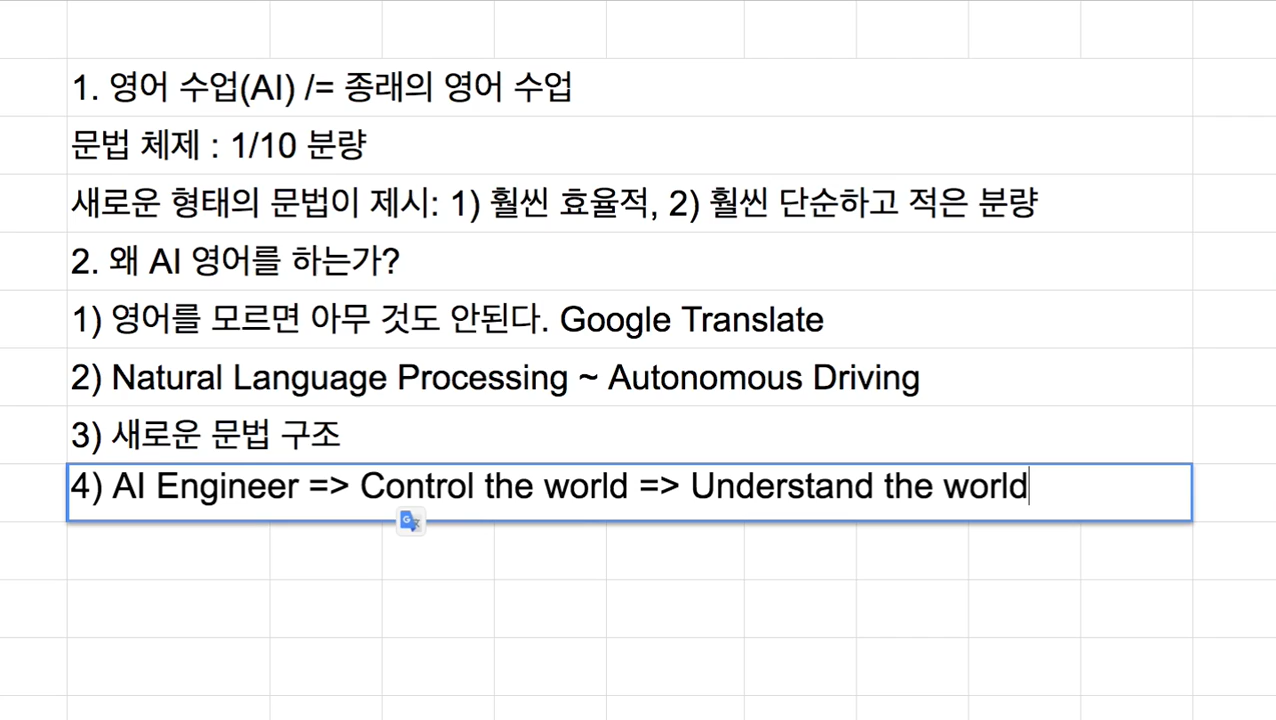 1. 영어 수업(AI) /= 종래의 영어 수업
문법 체제 : 1/10 분량
새로운 형태의 문법이 제시: 1) 훨씬 효율적, 2) 훨씬 단순하고 적은 분량
2. 왜 AI 영어를 하는가?
1) 영어를 모르면 아무 것도 안된다. Google Translate
2) Natural Language Processing ~ Autonomous Driving
3) 새로운 문법 구조
4) AI Engineer => Control the world => Understand the world